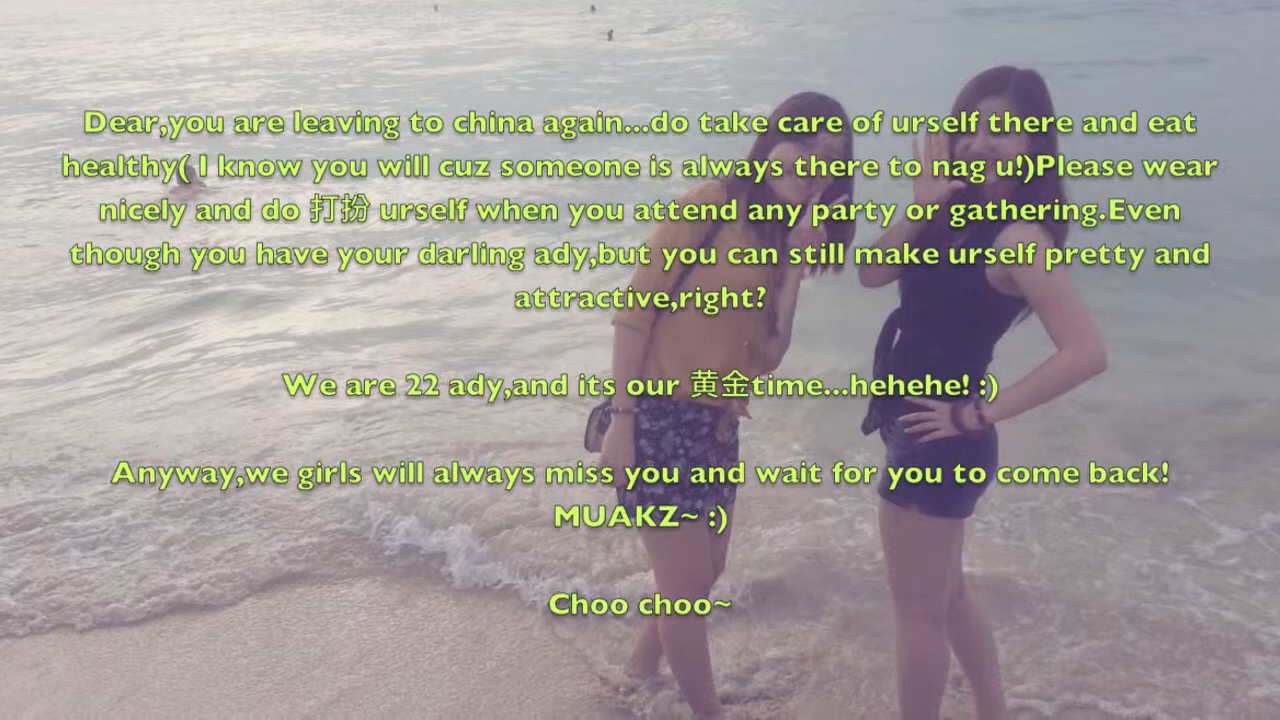 Dear,you are leaving to china again...do take care of urself there and eat
healthy( I know you will cuz someone is always there to nag u!)Please wear
nicely and do 打扮 urself when you attend any party or gathering.Even
though you have your darling ady,but you can still make urself pretty and
attractive,right?
We are 22 ady,and its our 黄金time...hehehe! :)
Anyway,we girls will always miss you and wait for you to come back!
MUAKZ~ :)
Choo choo~